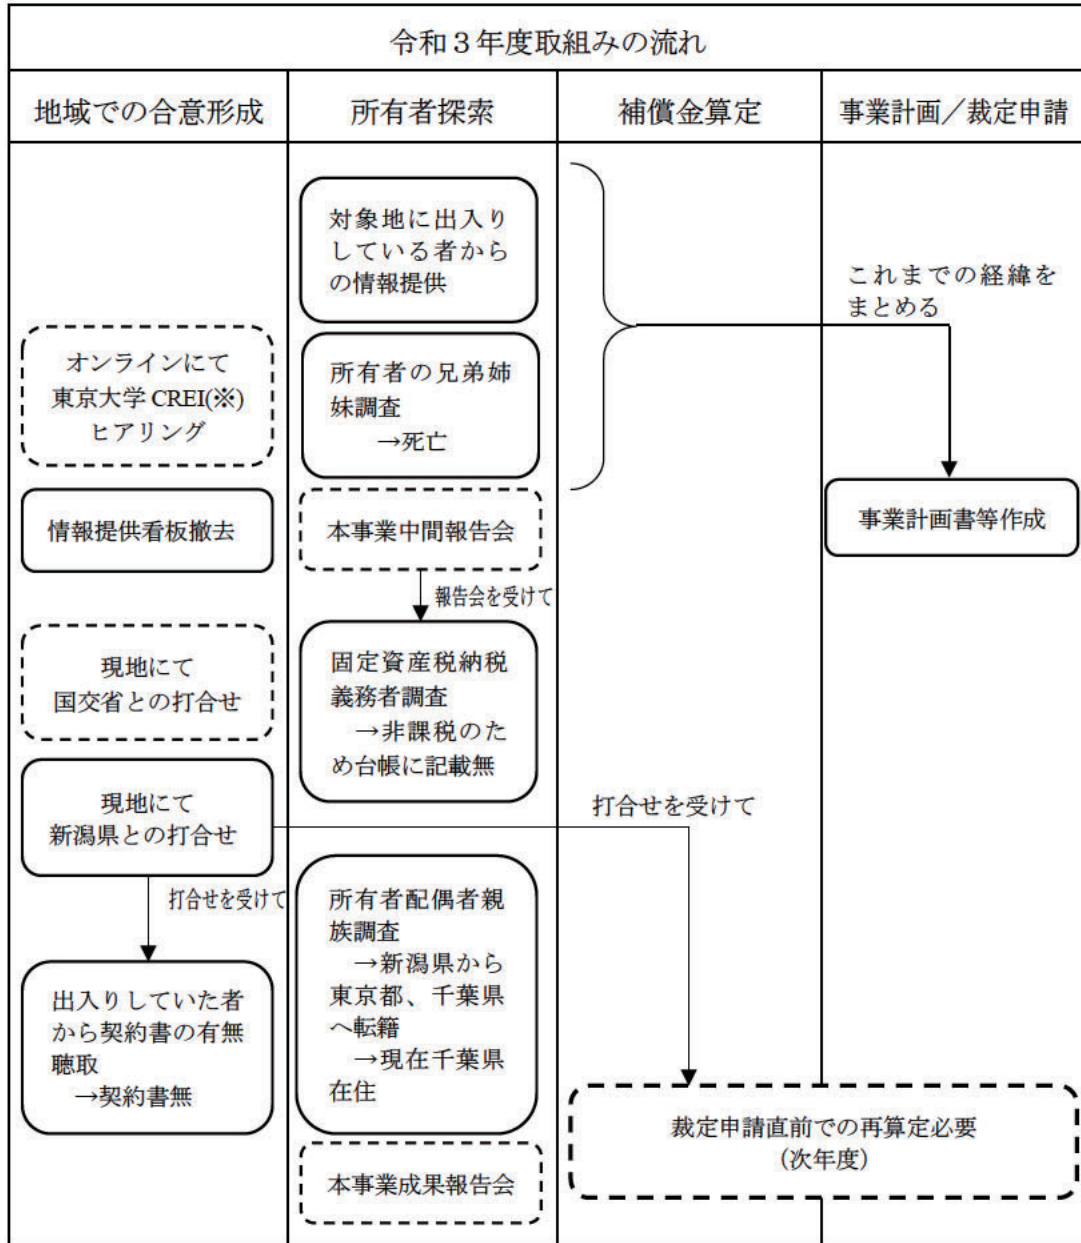 令和３年度取組みの流れ
地域での合意形成
所有者探索
補償金算定
事業計画／裁定申請
オンラインにて
東京大学 CREI(※)
ヒアリング
情報提供看板撤去
現地にて
国交省との打合せ
現地にて
新潟県との打合せ
打合せを受けて
出入りしていた者
から契約書の有無
聴取
→契約書無
対象地に出入り
している者から
の情報提供
所有者の兄弟姉
妹調査
→死亡
本事業中間報告会
報告会を受けて
固定資産税納税
義務者調査
→非課税のた
め台帳に記載無
所有者配偶者親
族調査
→新潟県から
東京都、千葉県
へ転籍
→現在千葉県
在住
本事業成果報告会
打合せを受けて
これまでの経緯を
まとめる
事業計画書等作成
裁定申請直前での再算定必要
（次年度）